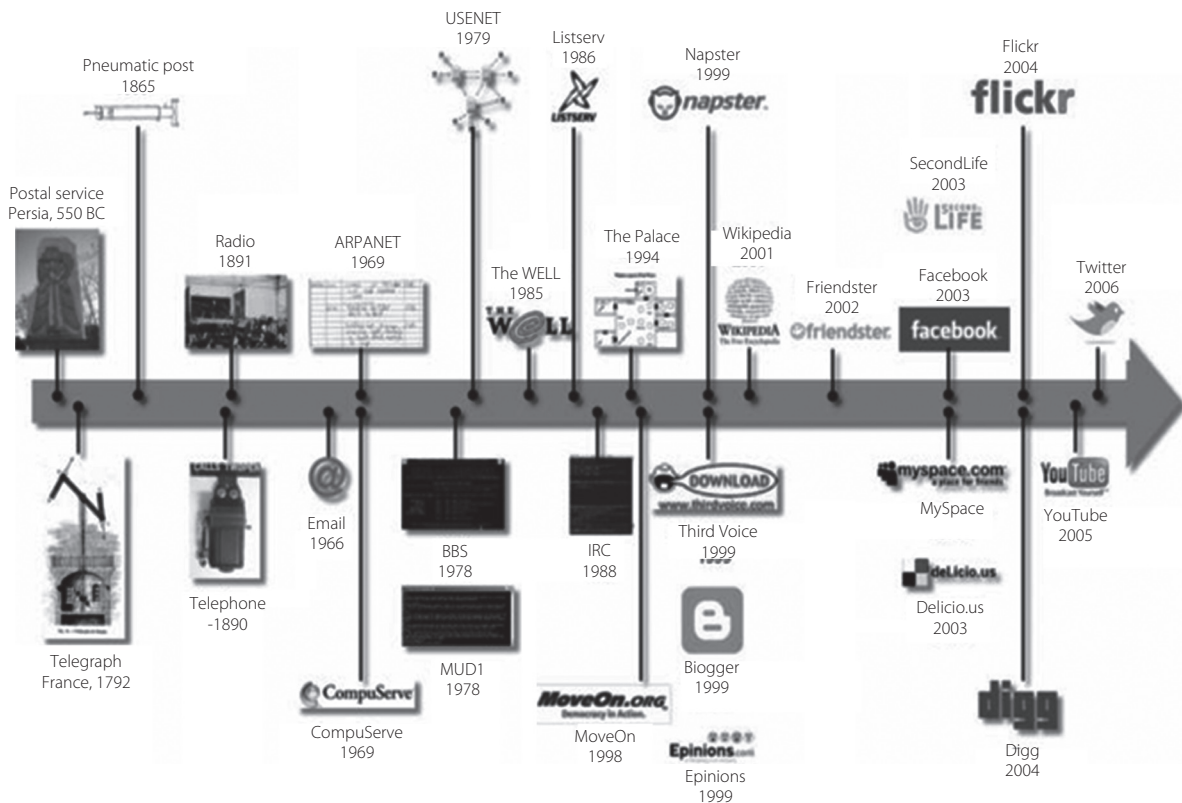 USENET
1979
Listserv
1986
LISTSERV
Napster
1999
napster.
Flickr
2004
flickr
Pneumatic post
1865
SecondLife
2003
SECOND
LIFE
Postal service
Persia, 550 BC
Radio
1891
ARPANET
1969
The WELL
1985
THE
WELL
The Palace
1994
Wikipedia
2001
WIKIPEDIA
The Free Encyclopedia
Friendster
2002
friendster.
Facebook
2003
facebook
Twitter
2006
Telegraph
France, 1792
Telephone
-1890
@
Email
1966
CompuServe
CompuServe
1969
BBS
1978
MUD1
1978
IRC
1988
MoveOn.ORG
Democracy in Action.
MoveOn
1998
DOWNLOAD
www.thirdvoice.com
Third Voice
1999
Biogger
1999
Epinions.com
Epinions
1999
myspace.com
a place for friends
MySpace
deLicio.us
Delicio.us
2003
digg
Digg
2004
YouTube
Broadcast Yourself
YouTube
2005